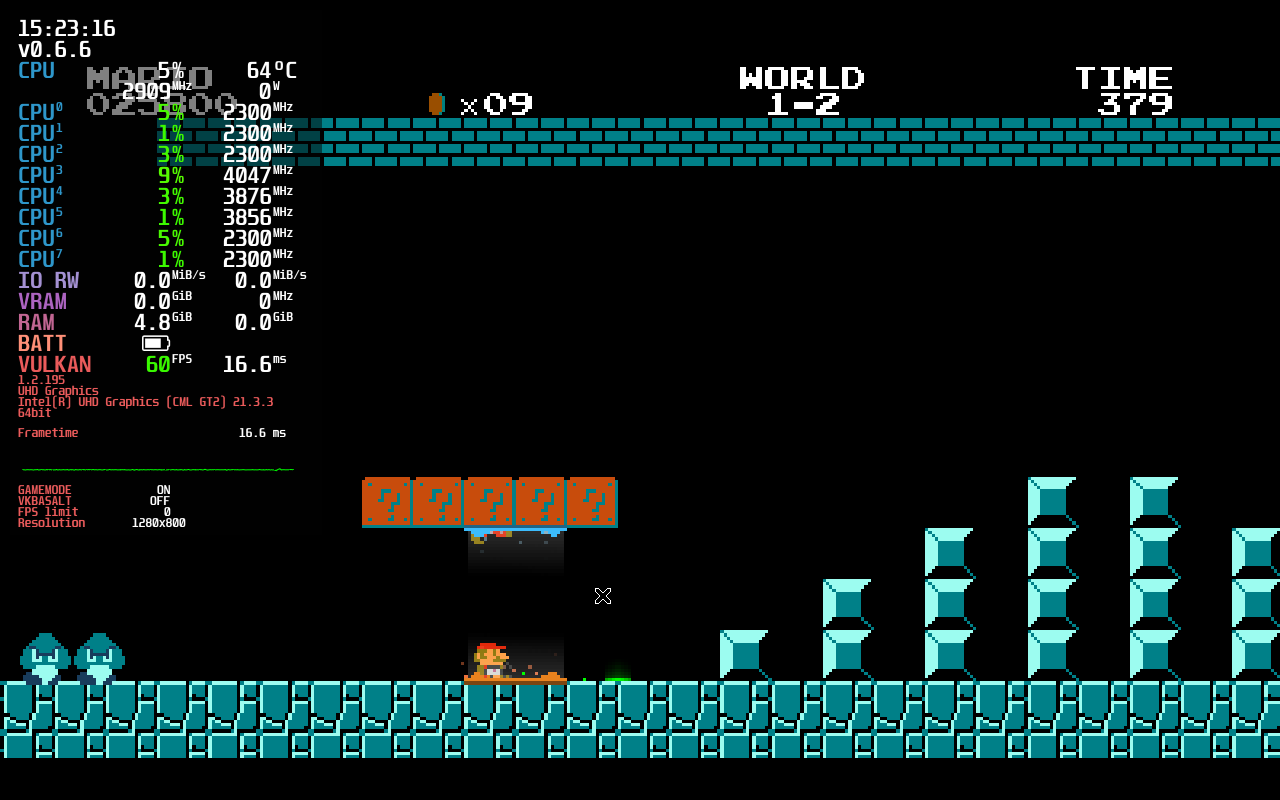 15:23:16
v0.6.6
CPU 5% 64°C
MARIO WORLD TIME
2909MHz 0W
023900 ×09 1-2 379
CPU0 5% 2300MHz
CPU1 1% 2300MHz
CPU2 3% 2300MHz
CPU3 9% 4047MHz
CPU4 3% 3876MHz
CPU5 1% 3856MHz
CPU6 5% 2300MHz
CPU7 1% 2300MHz
IO RW 0.0MiB/s 0.0MiB/s
VRAM 0.0GiB 0MHz
RAM 4.8GiB 0.0GiB
BATT
VULKAN 60FPS 16.6ms
1.2.195
UHD Graphics
Intel(R) UHD Graphics (CML GT2) 21.3.3
64bit
Frametime 16.6 ms
GAMEMODE ON
VKBASALT OFF
FPS limit 0
Resolution 1280x800
? ? ? ? ?